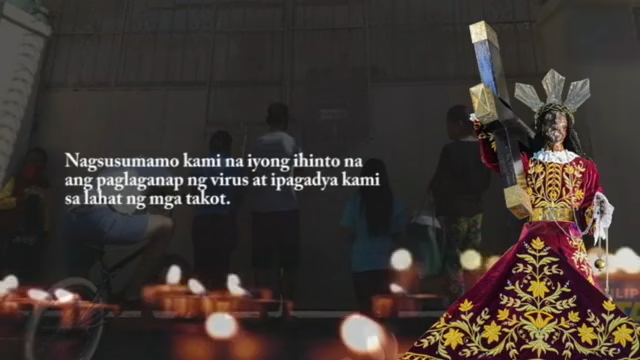 Nagsusumamo kami na iyong ihinto na
ang paglaganap ng virus at ipagadya kami
sa lahat ng mga takot.